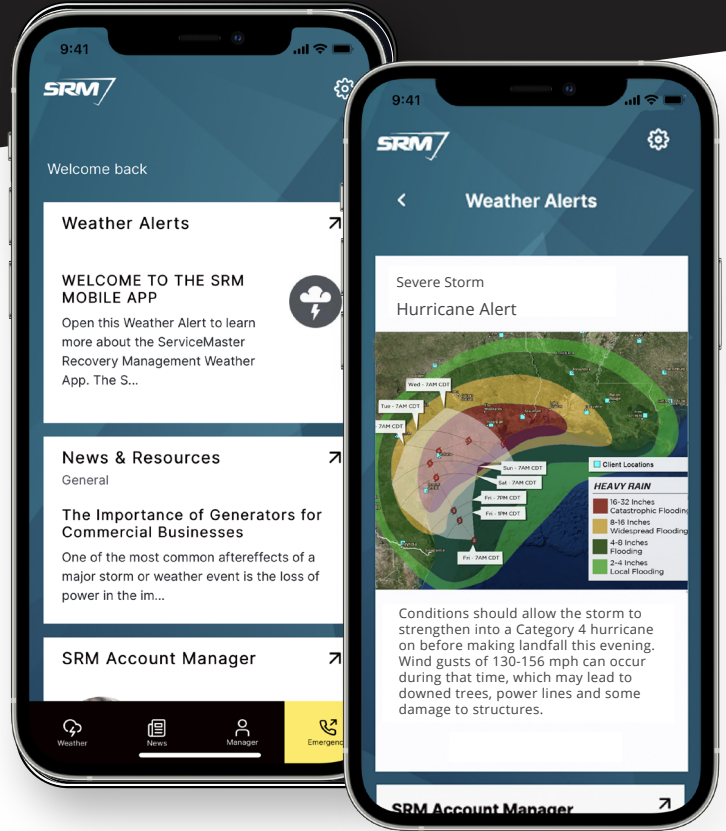 9:41
SRM
Welcome back
Weather Alerts
WELCOME TO THE SRM
MOBILE APP
Open this Weather Alert to learn
more about the ServiceMaster
Recovery Management Weather
App. The S...
News & Resources
General
The Importance of Generators for
Commercial Businesses
One of the most common aftereffects of a
major storm or weather event is the loss of
power in the im...
SRM Account Manager
Weather
News
Manager
9:41
SRM
Weather Alerts
Severe Storm
Hurricane Alert
Wed - 7AM CDT
Tue - 7AM CDT
7AM CDT
Sun - 7AM CDT
Sat - 7AM CDT
Fri - 7PM CDT
Fri - 1PM CDT
Fri - 7AM CDT
Client Locations
HEAVY RAIN
16-32 Inches
Catastrophic Flooding
8-16 Inches
Widespread Flooding
4-8 Inches
Flooding
2-4 Inches
Local Flooding
Conditions should allow the storm to
strengthen into a Category 4 hurricane
on before making landfall this evening.
Wind gusts of 130-156 mph can occur
during that time, which may lead to
downed trees, power lines and some
damage to structures.
SRM Account Manager